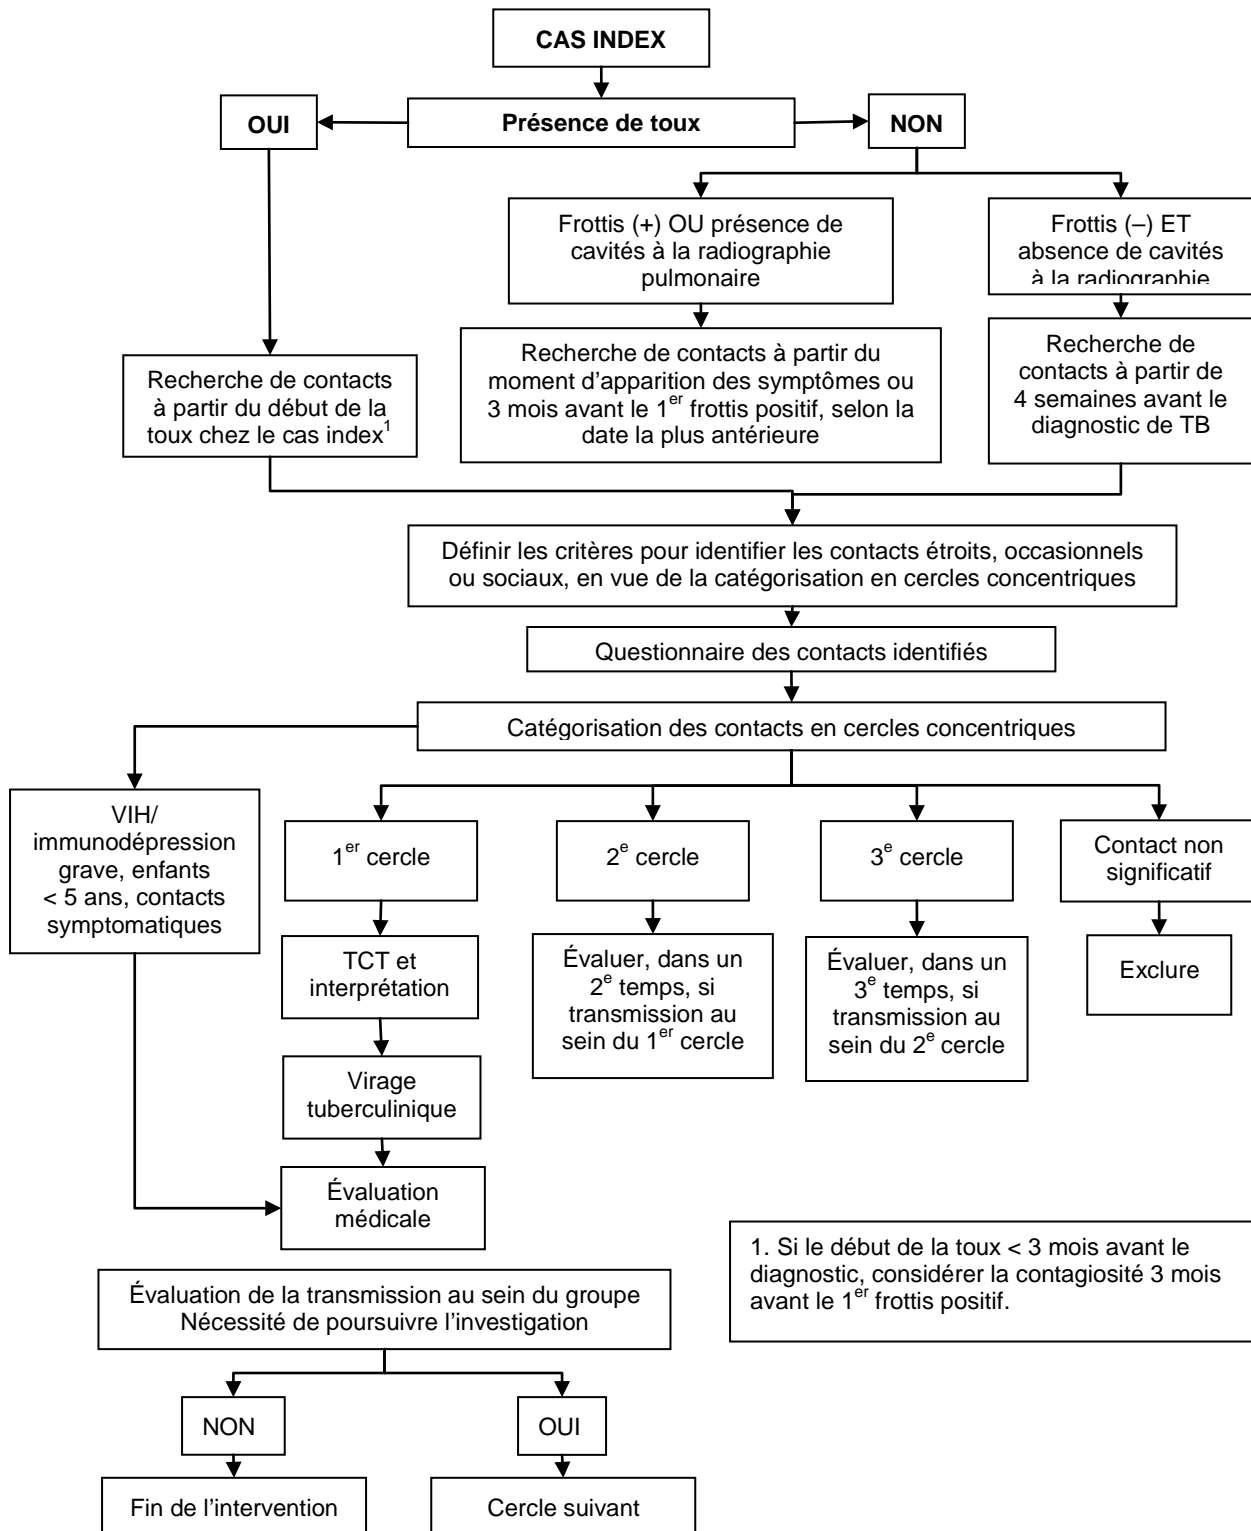 CAS INDEX
OUI
Présence de toux
NON
Frottis (+) OU présence de
cavités à la radiographie
pulmonaire
Frottis (–) ET
absence de cavités
à la radiographie
Recherche de contacts
à partir du début de la
toux chez le cas index1
Recherche de contacts à partir du
moment d’apparition des symptômes ou
3 mois avant le 1er frottis positif, selon la
date la plus antérieure
Recherche de
contacts à partir de
4 semaines avant le
diagnostic de TB
Définir les critères pour identifier les contacts étroits, occasionnels
ou sociaux, en vue de la catégorisation en cercles concentriques
Questionnaire des contacts identifiés
Catégorisation des contacts en cercles concentriques
VIH/
immunodépression
grave, enfants
< 5 ans, contacts
symptomatiques
1er cercle
2e cercle
3e cercle
Contact non
significatif
TCT et
interprétation
Évaluer, dans un
2e temps, si
transmission au
sein du 1er cercle
Évaluer, dans un
3e temps, si
transmission au
sein du 2e cercle
Exclure
Virage
tuberculinique
Évaluation
médicale
1. Si le début de la toux < 3 mois avant le
diagnostic, considérer la contagiosité 3 mois
avant le 1er frottis positif.
Évaluation de la transmission au sein du groupe
Nécessité de poursuivre l’investigation
NON
OUI
Fin de l’intervention
Cercle suivant